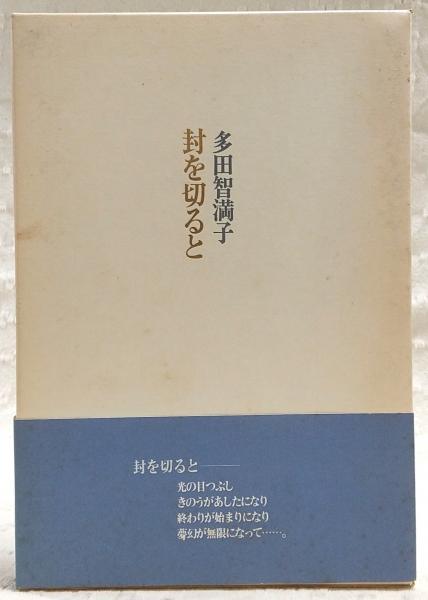 多田智満子
封を切ると
封を切ると――
光の目つぶし
きのうがあしたになり
終わりが始まりになり
夢幻が無限になって……。